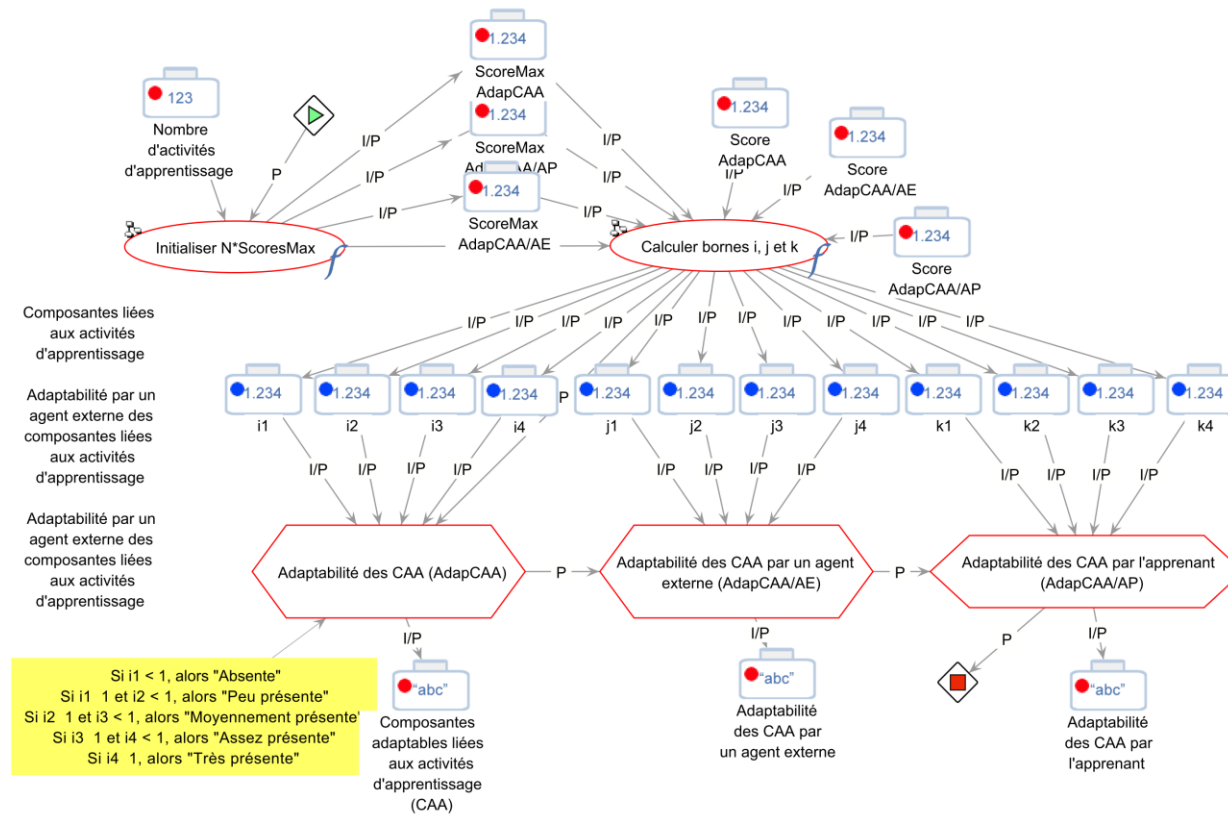 1.234
ScoreMax
AdapCAA
123
Nombre
d'activités
d'apprentissage
P
I/P
I/P
I/P
1.234
ScoreMax
AdapCAA/AP
I/P
I/P
I/P
1.234
ScoreMax
AdapCAA/AE
1.234
Score
AdapCAA
I/P
1.234
Score
AdapCAA/AE
I/P
I/P
1.234
Score
AdapCAA/AP
Initialiser N*ScoresMax
Calculer bornes i, j et k
Composantes liées
aux activités
d'apprentissage
I/P I/P I/P I/P I/P I/P I/P I/P I/P I/P I/P I/P
Adaptabilité par un
agent externe des
composantes liées
aux activités
d'apprentissage
1.234 1.234 1.234 1.234 P 1.234 1.234 1.234 1.234 1.234 1.234 1.234 1.234
i1 i2 i3 i4 j1 j2 j3 j4 k1 k2 k3 k4
I/P I/P I/P I/P I/P I/P I/P I/P I/P I/P I/P I/P
Adaptabilité par un
agent externe des
composantes liées
aux activités
d'apprentissage
Adaptabilité des CAA (AdapCAA)
P
Adaptabilité des CAA par un agent
externe (AdapCAA/AE)
P
Adaptabilité des CAA par l'apprenant
(AdapCAA/AP)
I/P
I/P
P
I/P
Si i1 < 1, alors "Absente"
Si i1  1 et i2 < 1, alors "Peu présente"
Si i2  1 et i3 < 1, alors "Moyennement présente"
Si i3  1 et i4 < 1, alors "Assez présente"
Si i4  1, alors "Très présente"
"abc"
Composantes
adaptables liées
aux activités
d'apprentissage
(CAA)
"abc"
Adaptabilité
des CAA par
un agent externe
"abc"
Adaptabilité
des CAA par
l'apprenant